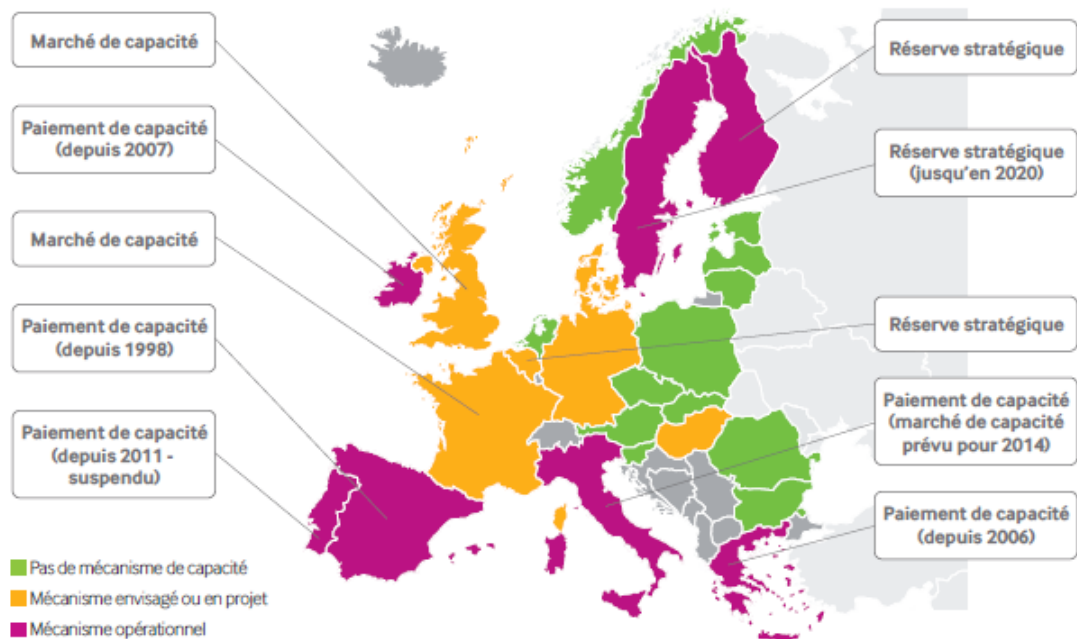 Marché de capacité
Paiement de capacité
(depuis 2007)
Marché de capacité
Paiement de capacité
(depuis 1998)
Paiement de capacité
(depuis 2011 -
suspendu)
Réserve stratégique
Réserve stratégique
(jusqu'en 2020)
Réserve stratégique
Paiement de capacité
(marché de capacité
prévu pour 2014)
Paiement de capacité
(depuis 2006)
Pas de mécanisme de capacité
Mécanisme envisagé ou en projet
Mécanisme opérationnel